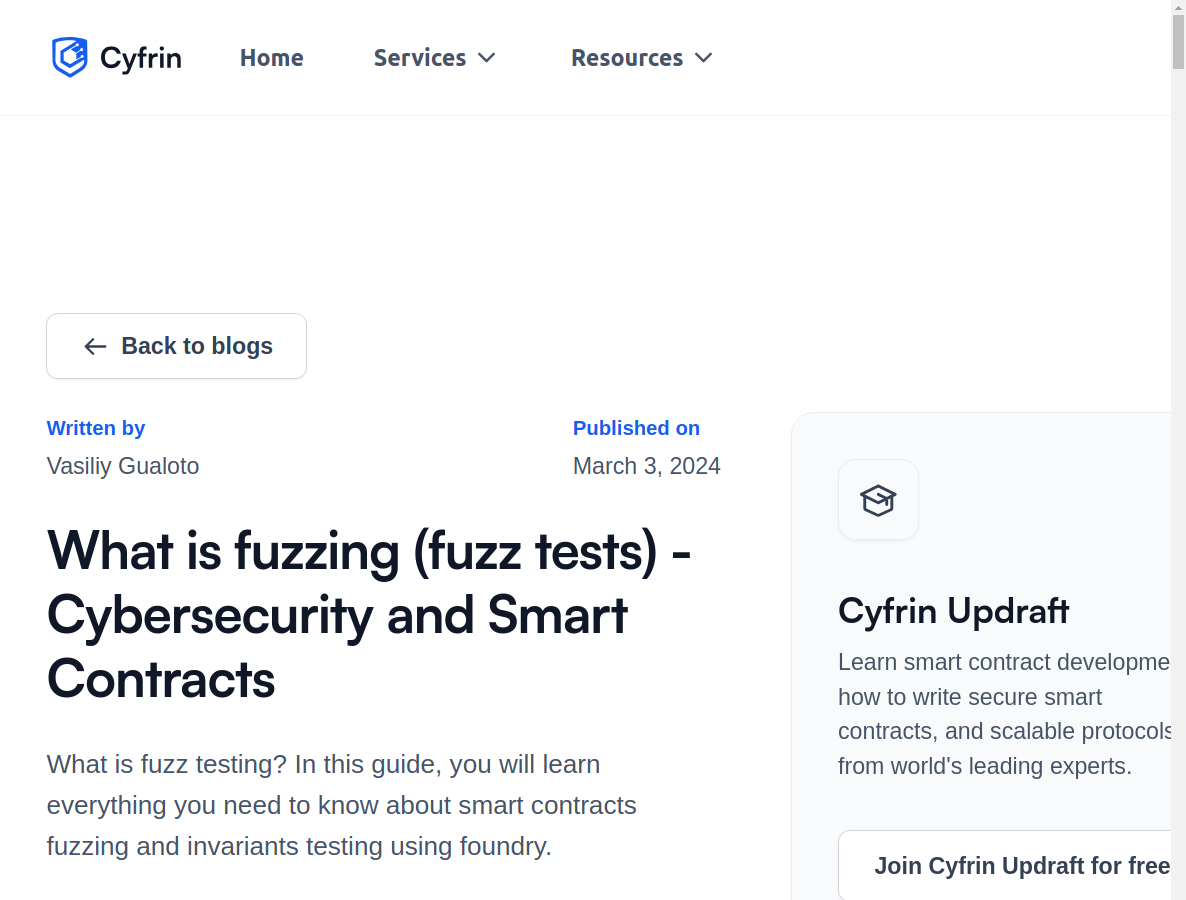 Cyfrin
Home
Services
Resources
Back to blogs
Written by
Vasiliy Gualoto
Published on
March 3, 2024
What is fuzzing (fuzz tests) -
Cybersecurity and Smart
Contracts
What is fuzz testing? In this guide, you will learn
everything you need to know about smart contracts
fuzzing and invariants testing using foundry.
Cyfrin Updraft
Learn smart contract developme
how to write secure smart
contracts, and scalable protocols
from world's leading experts.
Join Cyfrin Updraft for free